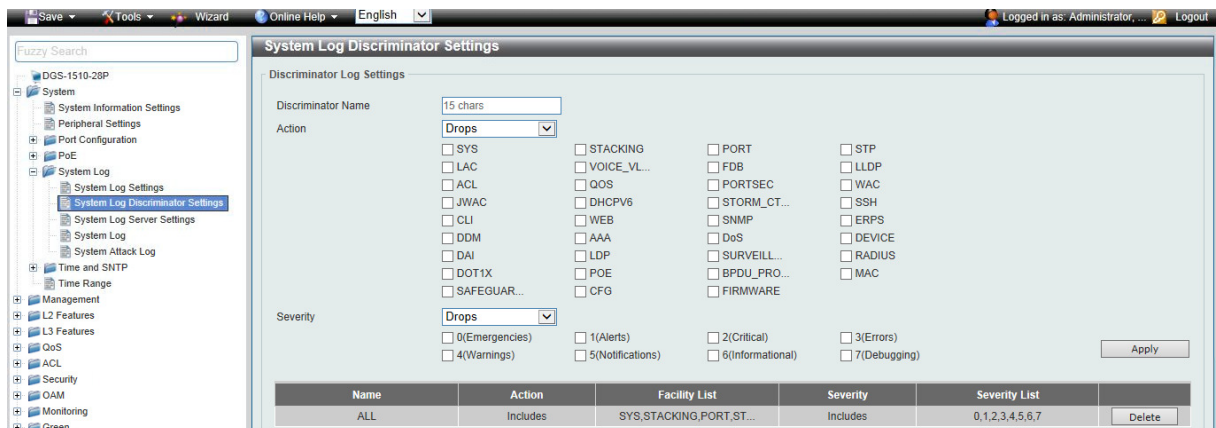 Save Tools Wizard Online Help English Logged in as: Administrator, ... Logout
Fuzzy Search
DGS-1510-28P
System
System Information Settings
Peripheral Settings
Port Configuration
PoE
System Log
System Log Settings
System Log Discriminator Settings
System Log Server Settings
System Log
System Attack Log
Time and SNTP
Time Range
Management
L2 Features
L3 Features
QoS
ACL
Security
OAM
Monitoring
Green
System Log Discriminator Settings
Discriminator Log Settings
Discriminator Name 15 chars
Action Drops
SYS STACKING PORT STP
LAC VOICE_VL... FDB LLDP
ACL QOS PORTSEC WAC
JWAC DHCPV6 STORM_CT... SSH
CLI WEB SNMP ERPS
DDM AAA DoS DEVICE
DAI LDP SURVEILL... RADIUS
DOT1X POE BPDU_PRO... MAC
SAFEGUAR... CFG FIRMWARE
Severity Drops
0(Emergencies) 1(Alerts) 2(Critical) 3(Errors)
4(Warnings) 5(Notifications) 6(Informational) 7(Debugging)
Apply
Name Action Facility List Severity Severity List
ALL Includes SYS,STACKING,PORT,ST... Includes 0,1,2,3,4,5,6,7 Delete